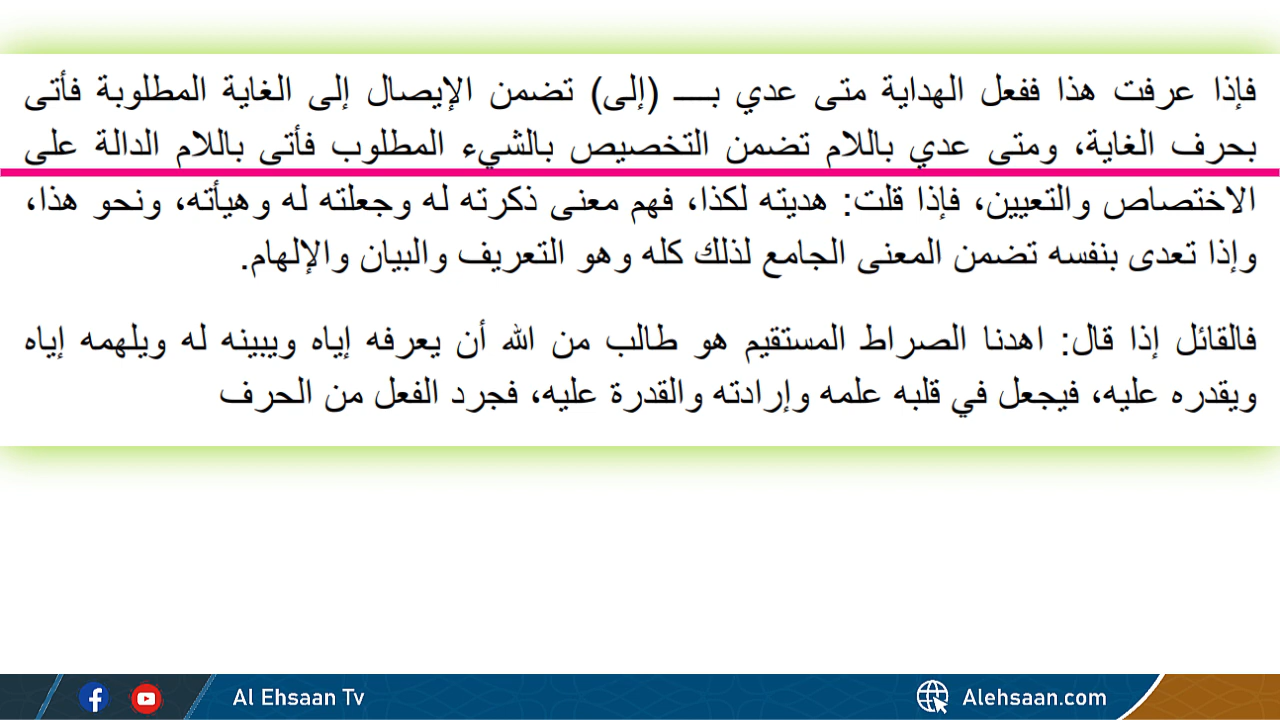 فإذا عرفت هذا ففعل الهداية متى عدي بـــ (إلى) تضمن الإيصال إلى الغاية المطلوبة فأتى
بحرف الغاية، ومتى عدي باللام تضمن التخصيص بالشيء المطلوب فأتى باللام الدالة على
الاختصاص والتعيين، فإذا قلت: هديته لكذا، فهم معنى ذكرته له وجعلته له وهيأته، ونحو هذا،
وإذا تعدى بنفسه تضمن المعنى الجامع لذلك كله وهو التعريف والبيان والإلهام.
فالقائل إذا قال: اهدنا الصراط المستقيم هو طالب من الله أن يعرفه إياه ويبينه له ويلهمه إياه
ويقدره عليه، فيجعل في قلبه علمه وإرادته والقدرة عليه، فجرد الفعل من الحرف
Al Ehsaan Tv
Alehsaan.com